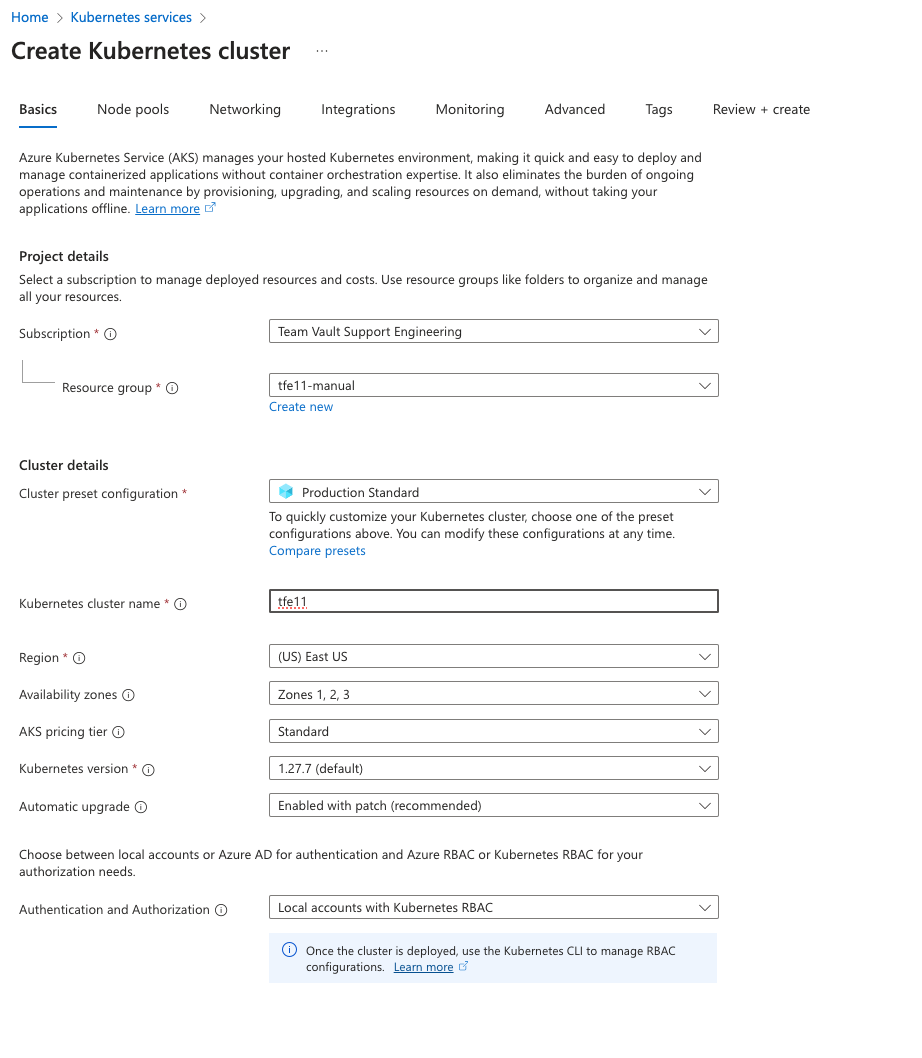 Home > Kubernetes services >
Create Kubernetes cluster ...
Basics Node pools Networking Integrations Monitoring Advanced Tags Review + create
Azure Kubernetes Service (AKS) manages your hosted Kubernetes environment, making it quick and easy to deploy and
manage containerized applications without container orchestration expertise. It also eliminates the burden of ongoing
operations and maintenance by provisioning, upgrading, and scaling resources on demand, without taking your
applications offline. Learn more
Project details
Select a subscription to manage deployed resources and costs. Use resource groups like folders to organize and manage
all your resources.
Subscription * Team Vault Support Engineering
Resource group * tfe11-manual
Create new
Cluster details
Cluster preset configuration * Production Standard
To quickly customize your Kubernetes cluster, choose one of the preset
configurations above. You can modify these configurations at any time.
Compare presets
Kubernetes cluster name * tfe11
Region * (US) East US
Availability zones Zones 1, 2, 3
AKS pricing tier Standard
Kubernetes version * 1.27.7 (default)
Automatic upgrade Enabled with patch (recommended)
Choose between local accounts or Azure AD for authentication and Azure RBAC or Kubernetes RBAC for your
authorization needs.
Authentication and Authorization Local accounts with Kubernetes RBAC
Once the cluster is deployed, use the Kubernetes CLI to manage RBAC
configurations. Learn more